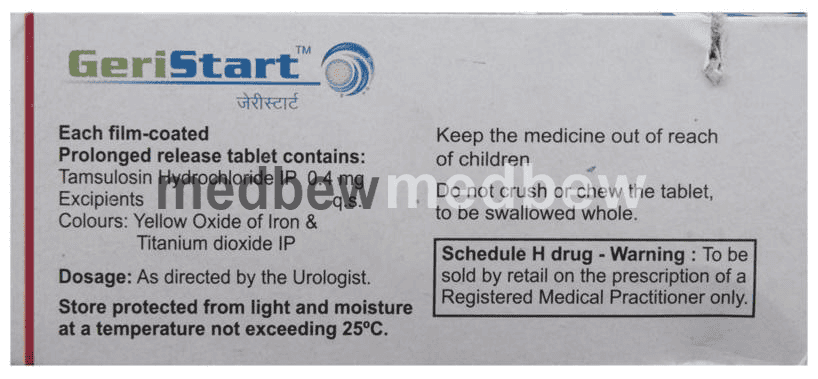 GeriStart™
जेरीस्टार्ट
Each film-coated
Prolonged release tablet contains:
Tamsulosin Hydrochloride IP 0.4 mg
Excipients q.s.
Colours: Yellow Oxide of Iron &
Titanium dioxide IP
Dosage: As directed by the Urologist.
Store protected from light and moisture
at a temperature not exceeding 25ºC.
Keep the medicine out of reach
of children
Do not crush or chew the tablet,
to be swallowed whole.
Schedule H drug - Warning : To be
sold by retail on the prescription of a
Registered Medical Practitioner only.
medbew medbew